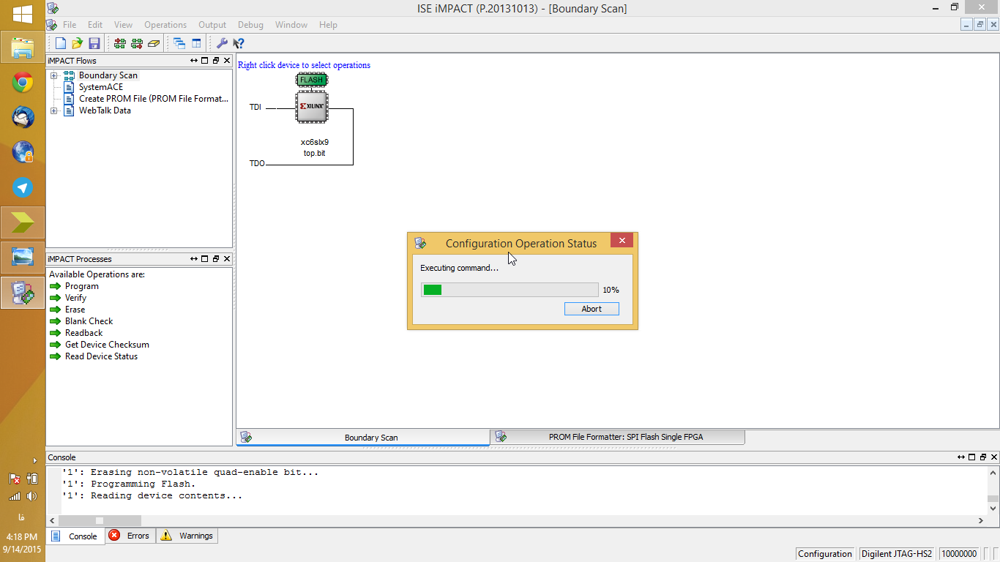 ISE iMPACT (P.20131013) - [Boundary Scan]
File Edit View Operations Output Debug Window Help
iMPACT Flows
Boundary Scan
SystemACE
Create PROM File (PROM File Format...
WebTalk Data
Right click device to select operations
FLASH
TDI
XILINX
xc6slx9
top.bit
TDO
Configuration Operation Status
Executing command...
10%
Abort
iMPACT Processes
Available Operations are:
Program
Verify
Erase
Blank Check
Readback
Get Device Checksum
Read Device Status
Boundary Scan
PROM File Formatter: SPI Flash Single FPGA
Console
'1': Erasing non-volatile quad-enable bit...
'1': Programming Flash.
'1': Reading device contents...
Console Errors Warnings
Configuration Digilent JTAG-HS2 10000000
فا
4:18 PM
9/14/2015